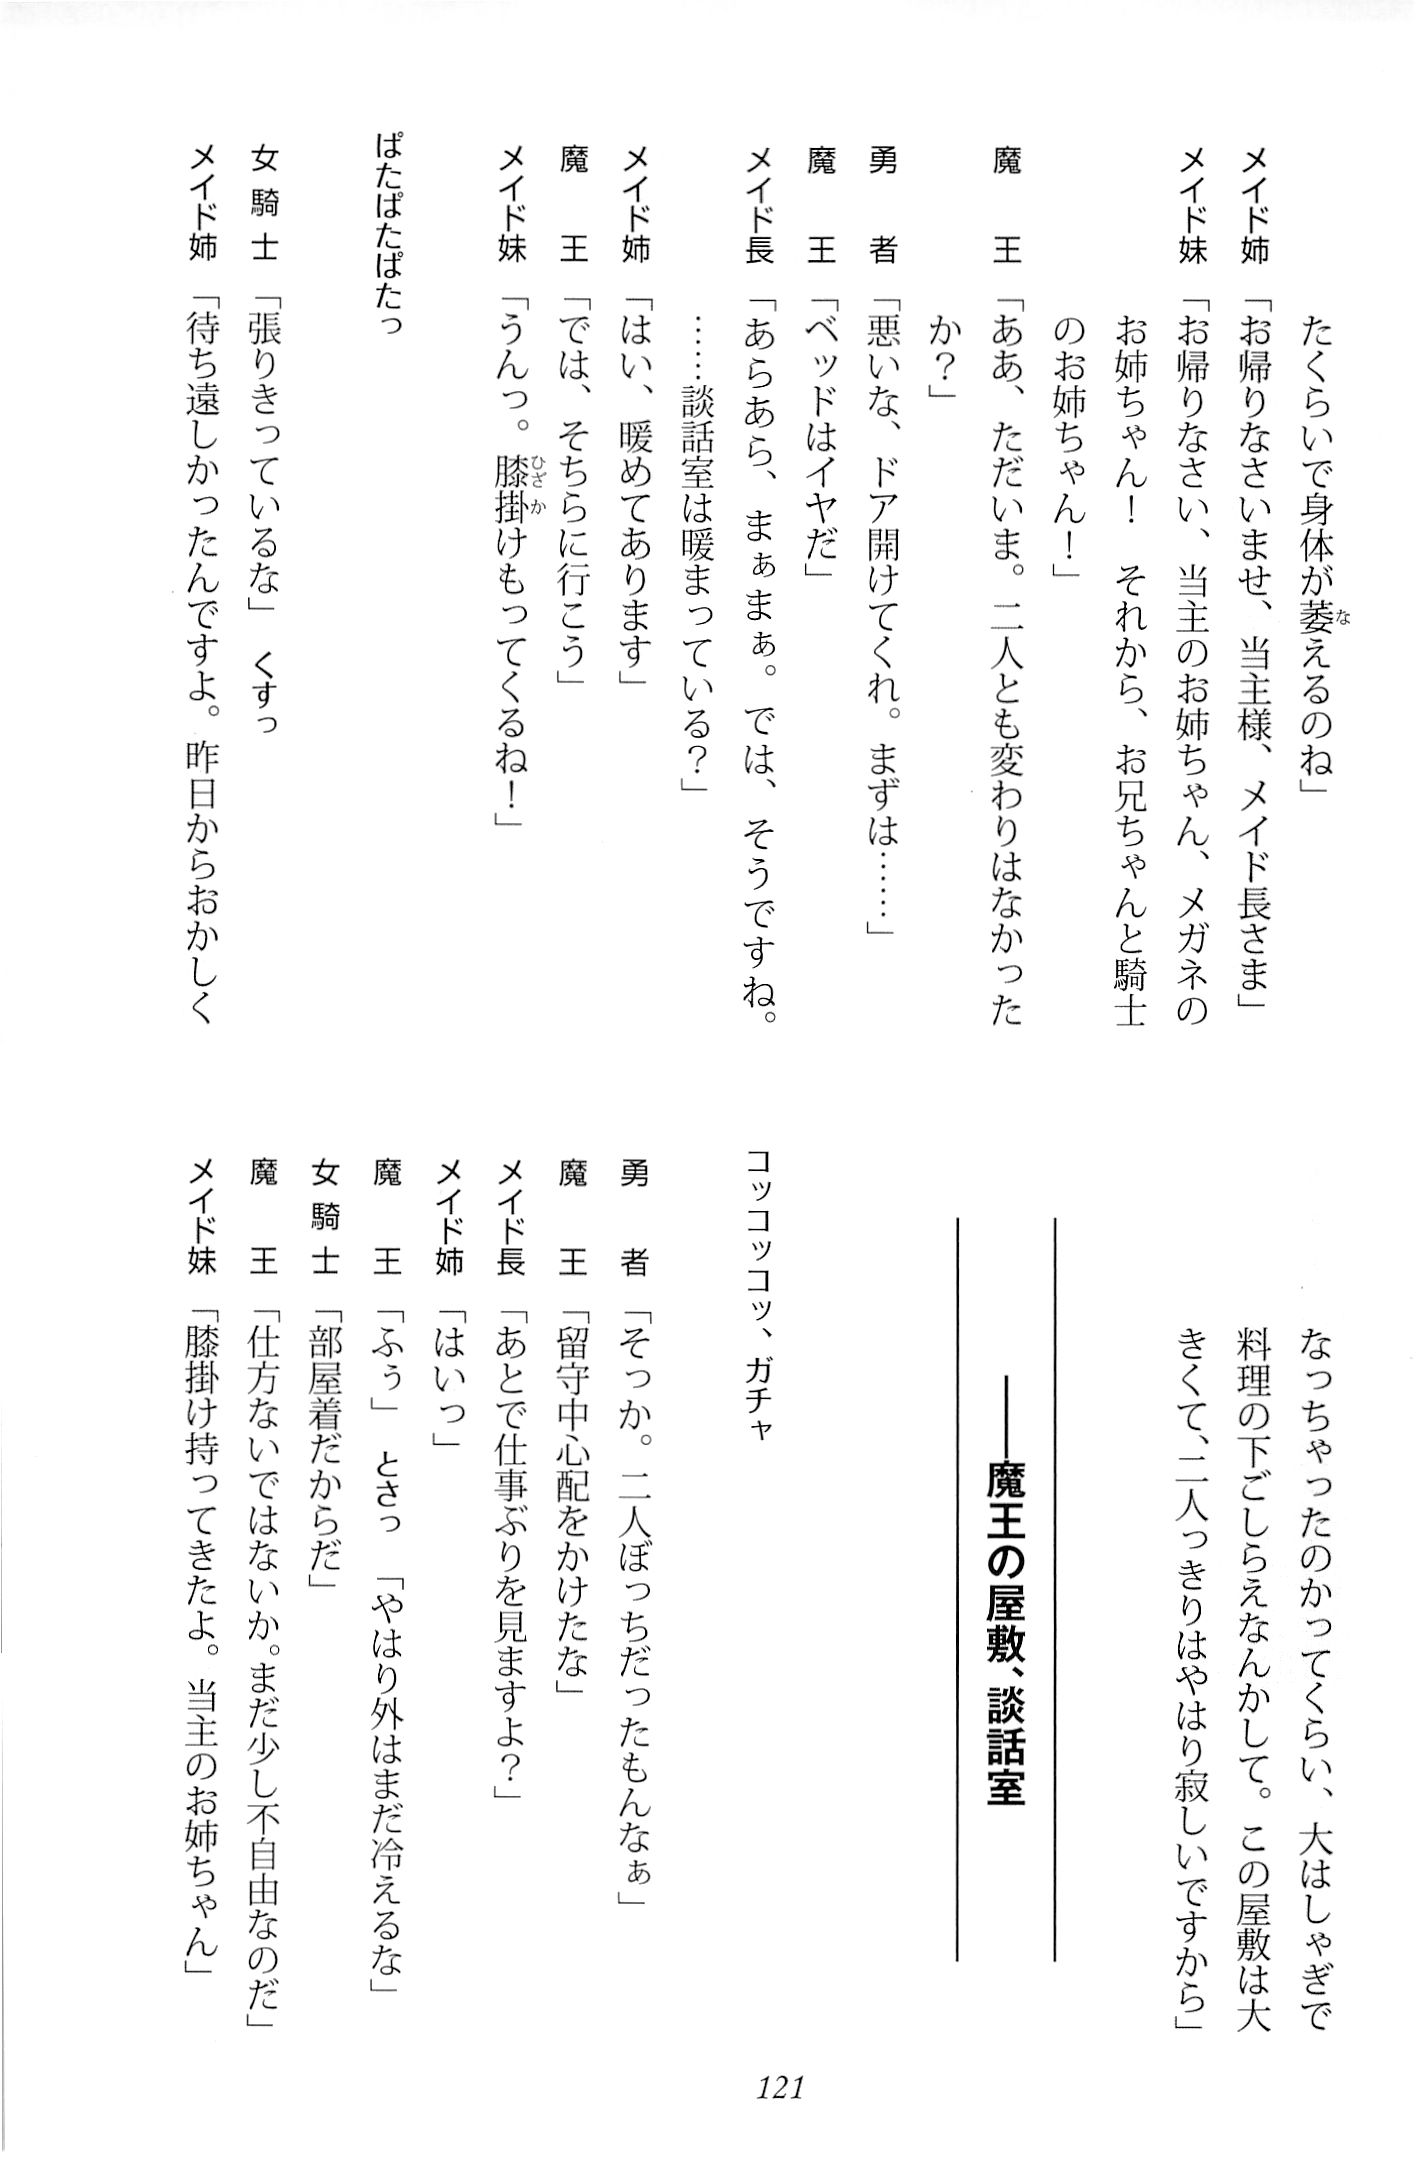 たくらいで身体が萎えるのね」
メイド姉「お帰りなさいませ、当主様、メイド長さま」
メイド妹「お帰りなさい、当主のお姉ちゃん、メガネの
お姉ちゃん！　それから、お兄ちゃんと騎士
のお姉ちゃん！」
魔　王「ああ、ただいま。二人とも変わりはなかった
か？」
勇　者「悪いな、ドア開けてくれ。まずは……」
魔　王「ベッドはイヤだ」
メイド長「あらあら、まぁまぁ。では、そうですね。
……談話室は暖まっている？」
メイド姉「はい、暖めてあります」
魔　王「では、そちらに行こう」
メイド妹「うんっ。膝掛けもってくるね！」
ぱたぱたぱたっ
女騎士「張りきっているな」　くすっ
メイド姉「待ち遠しかったんですよ。昨日からおかしく
なっちゃったのかってくらい、大はしゃぎで
料理の下ごしらえなんかして。この屋敷は大
きくて、二人っきりはやはり寂しいですから」
――魔王の屋敷、談話室
コッコッコッ、ガチャ
勇　者「そっか。二人ぼっちだったもんなぁ」
魔　王「留守中心配をかけたな」
メイド長「あとで仕事ぶりを見ますよ？」
メイド姉「はいっ」
魔　王「ふぅ」　とさっ　「やはり外はまだ冷えるな」
女騎士「部屋着だからだ」
魔　王「仕方ないではないか。まだ少し不自由なのだ」
メイド妹「膝掛け持ってきたよ。当主のお姉ちゃん」
121